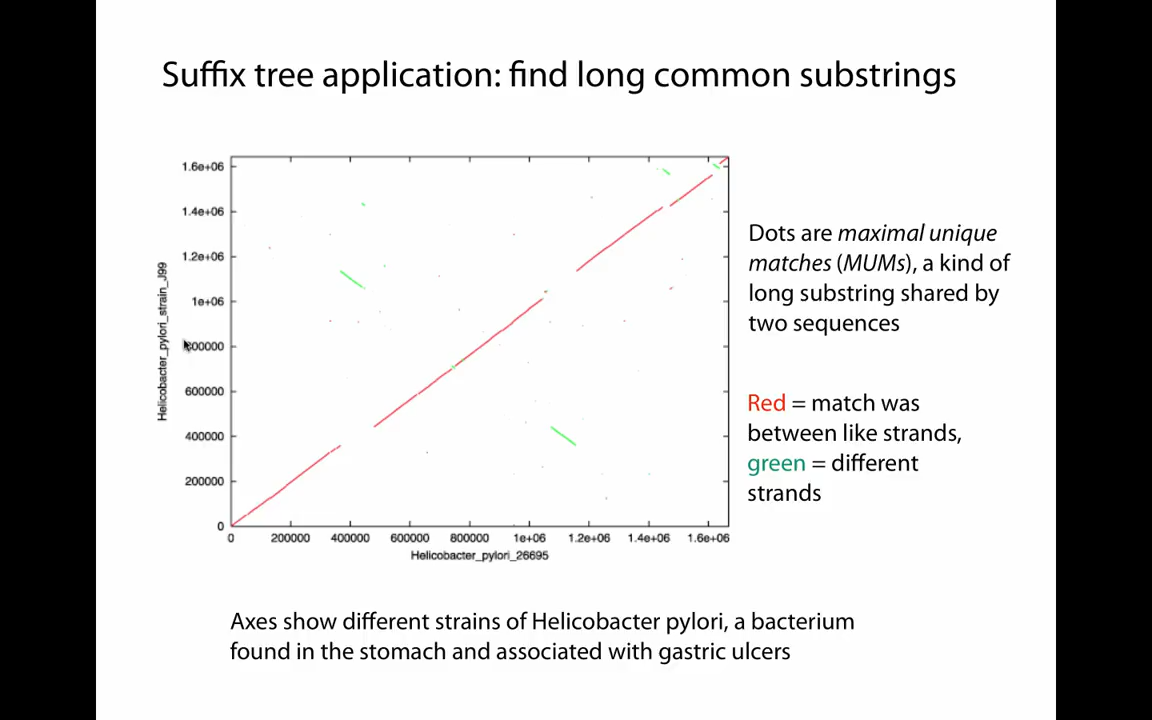 Suffix tree application: find long common substrings
1.6e+06
1.4e+06
1.2e+06
1e+06
800000
600000
400000
200000
0
Helicobacter_pylori_strain_J99
0 200000 400000 600000 800000 1e+06 1.2e+06 1.4e+06 1.6e+06
Helicobacter_pylori_26695
Dots are maximal unique
matches (MUMs), a kind of
long substring shared by
two sequences
Red = match was
between like strands,
green = different
strands
Axes show different strains of Helicobacter pylori, a bacterium
found in the stomach and associated with gastric ulcers